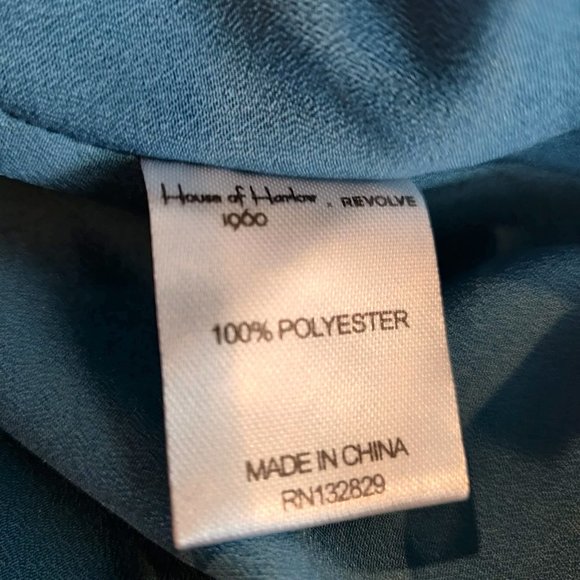 House of Harlow x REVOLVE
1960
100% POLYESTER
MADE IN CHINA
RN132829